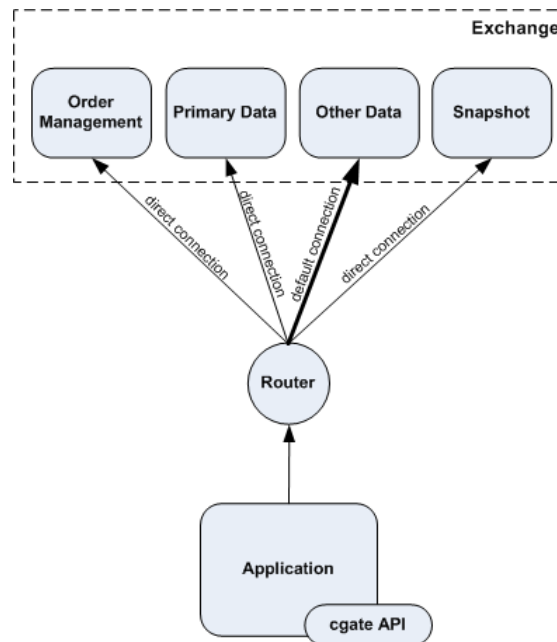 Exchange
Order
Management
Primary Data
Other Data
Snapshot
direct connection
direct connection
default connection
direct connection
Router
Application
cgate API